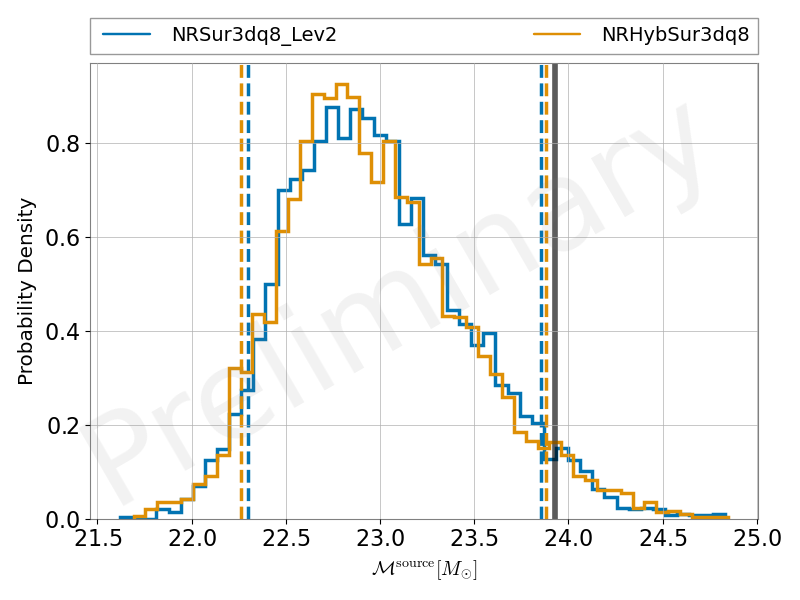 NRSur3dq8_Lev2 NRHybSur3dq8
Probability Density
0.8
0.6
0.4
0.2
0.0
21.5 22.0 22.5 23.0 23.5 24.0 24.5 25.0
ℳ^source [M_⊙]
Preliminary